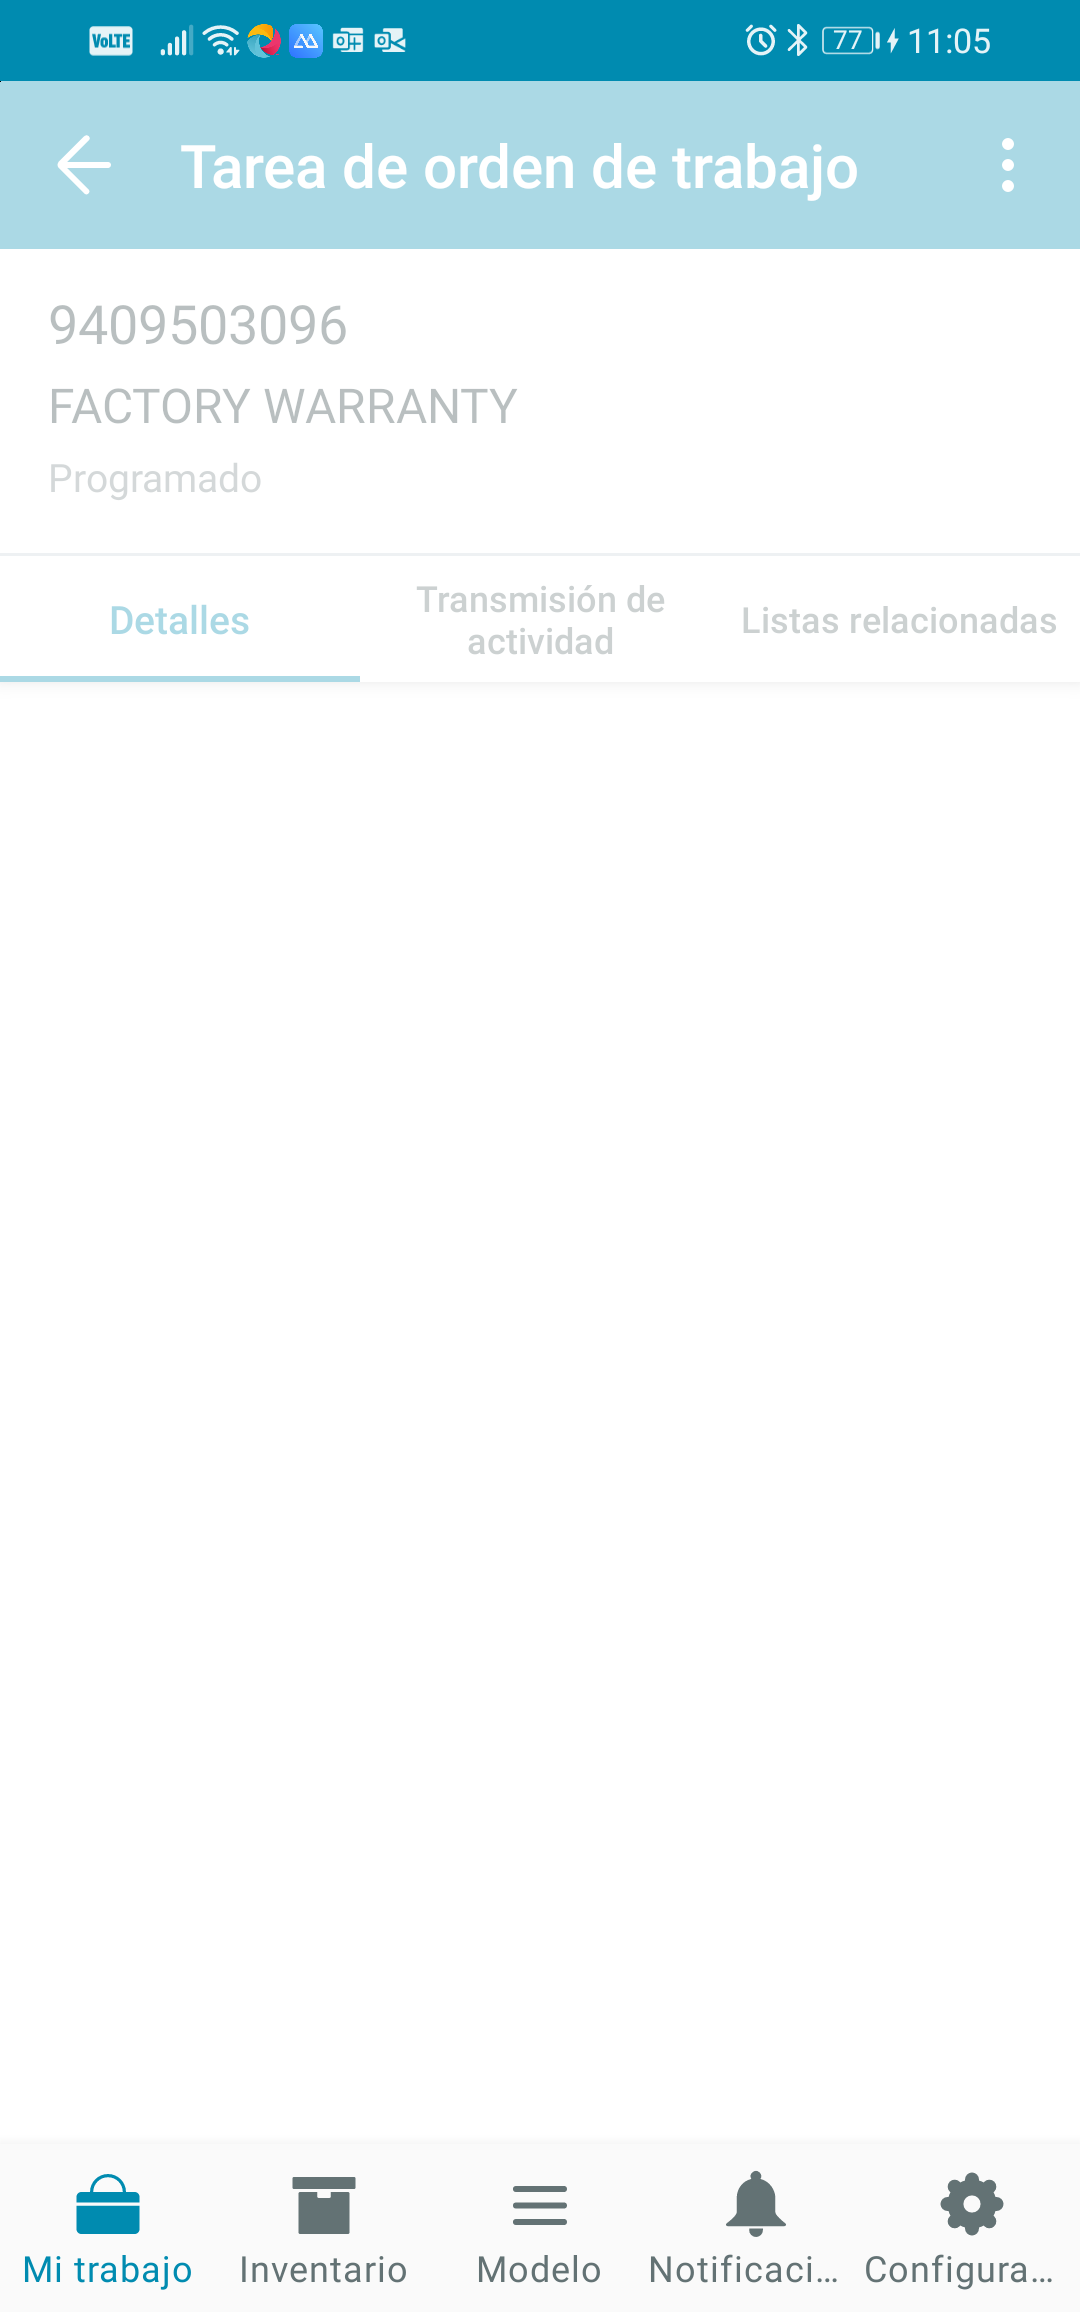 VoLTE 77 11:05
Tarea de orden de trabajo
9409503096
FACTORY WARRANTY
Programado
Detalles
Transmisión de
actividad
Listas relacionadas
Mi trabajo
Inventario
Modelo
Notificaci...
Configura...